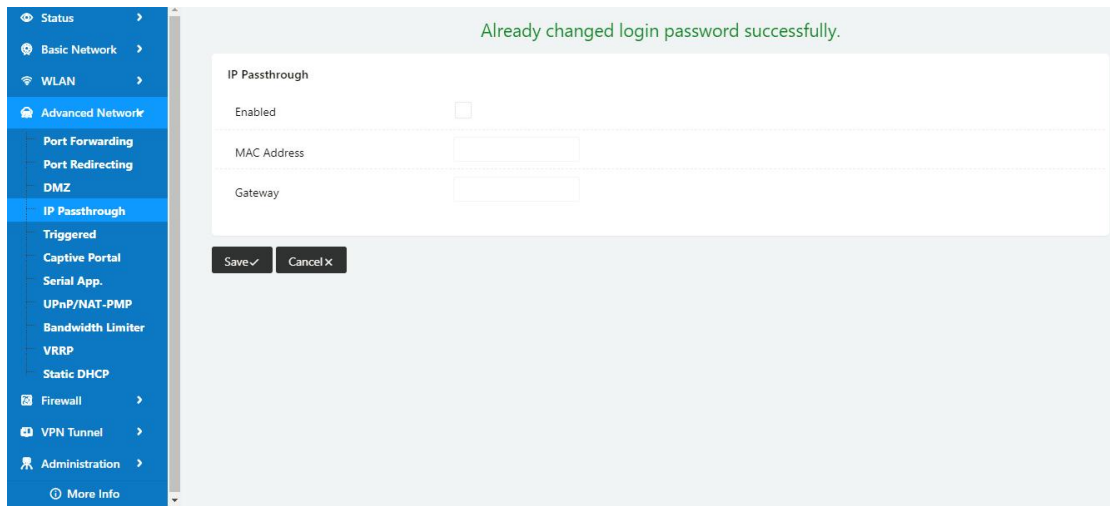 Status
Basic Network
WLAN
Advanced Network
Port Forwarding
Port Redirecting
DMZ
IP Passthrough
Triggered
Captive Portal
Serial App.
UPnP/NAT-PMP
Bandwidth Limiter
VRRP
Static DHCP
Firewall
VPN Tunnel
Administration
More Info
Already changed login password successfully.
IP Passthrough
Enabled
MAC Address
Gateway
Save Cancel